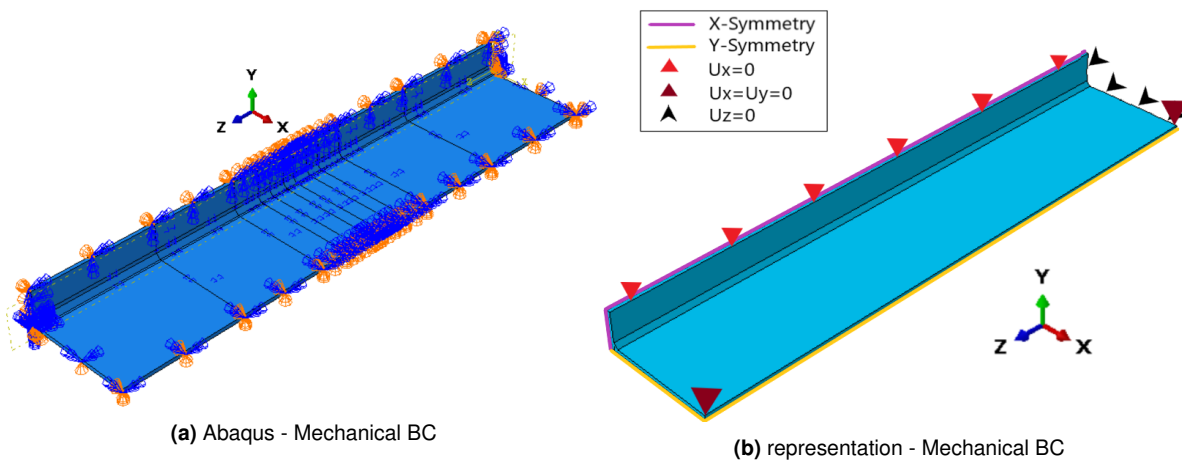 Y
Z
X
(a) Abaqus - Mechanical BC
X-Symmetry
Y-Symmetry
Ux=0
Ux=Uy=0
Uz=0
Y
Z
X
(b) representation - Mechanical BC